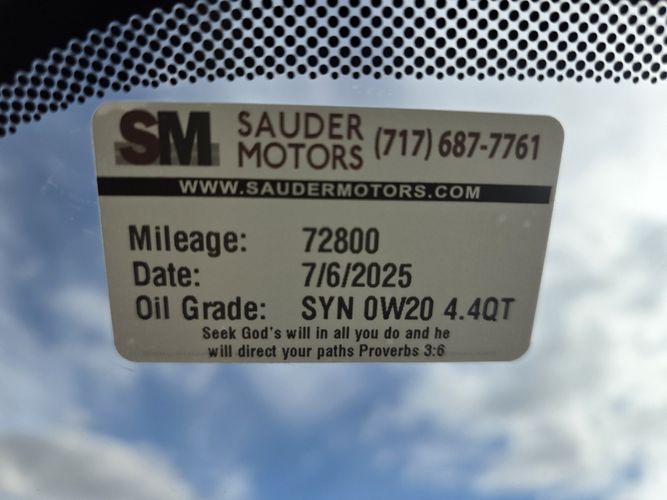 SM SAUDER MOTORS (717) 687-7761
WWW.SAUDERMOTORS.COM
Mileage: 72800
Date: 7/6/2025
Oil Grade: SYN 0W20 4.4QT
Seek God's will in all you do and he
will direct your paths Proverbs 3:6